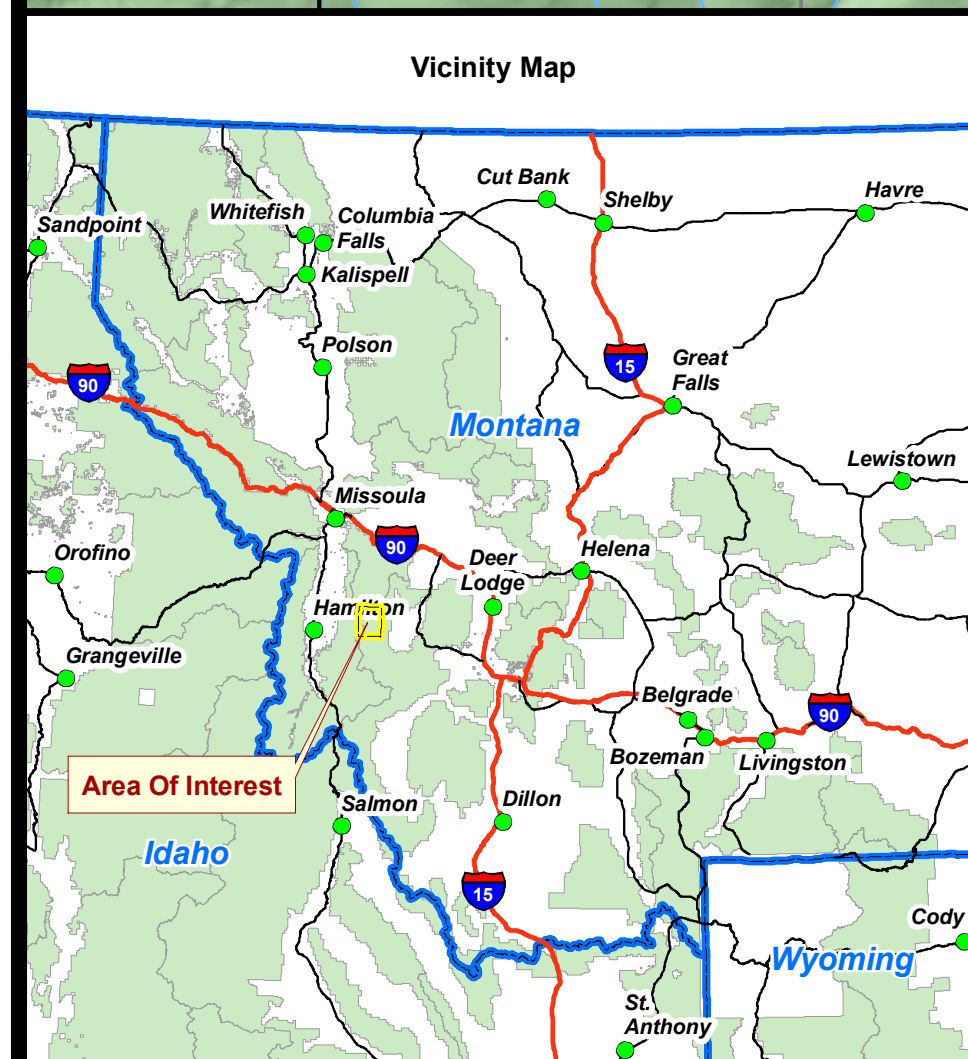 Vicinity Map
Cut Bank
Havre
Shelby
Whitefish
Columbia
Falls
Sandpoint
Kalispell
Polson
15
Great
Falls
90
Montana
Lewistown
Missoula
90
Orofino
Deer
Lodge
Helena
Hamilton
Grangeville
Belgrade
90
Bozeman
Livingston
Area Of Interest
Salmon
Dillon
Idaho
15
Cody
Wyoming
St.
Anthony